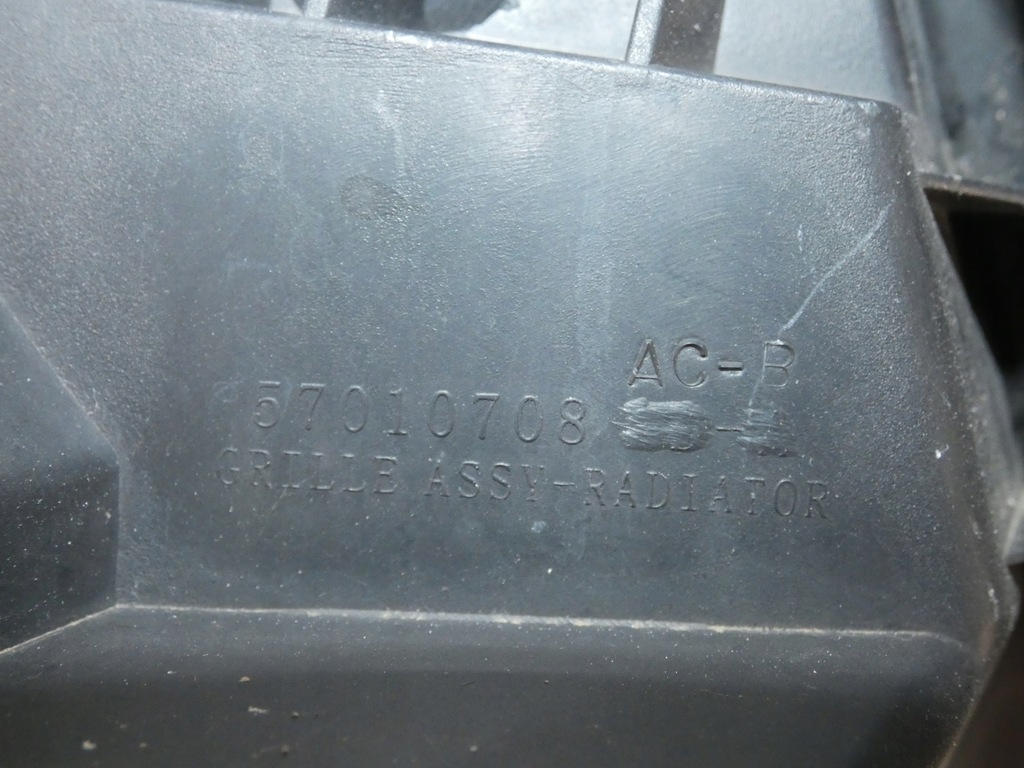 AC-B
57010708
GRILLE ASSY-RADIATOR